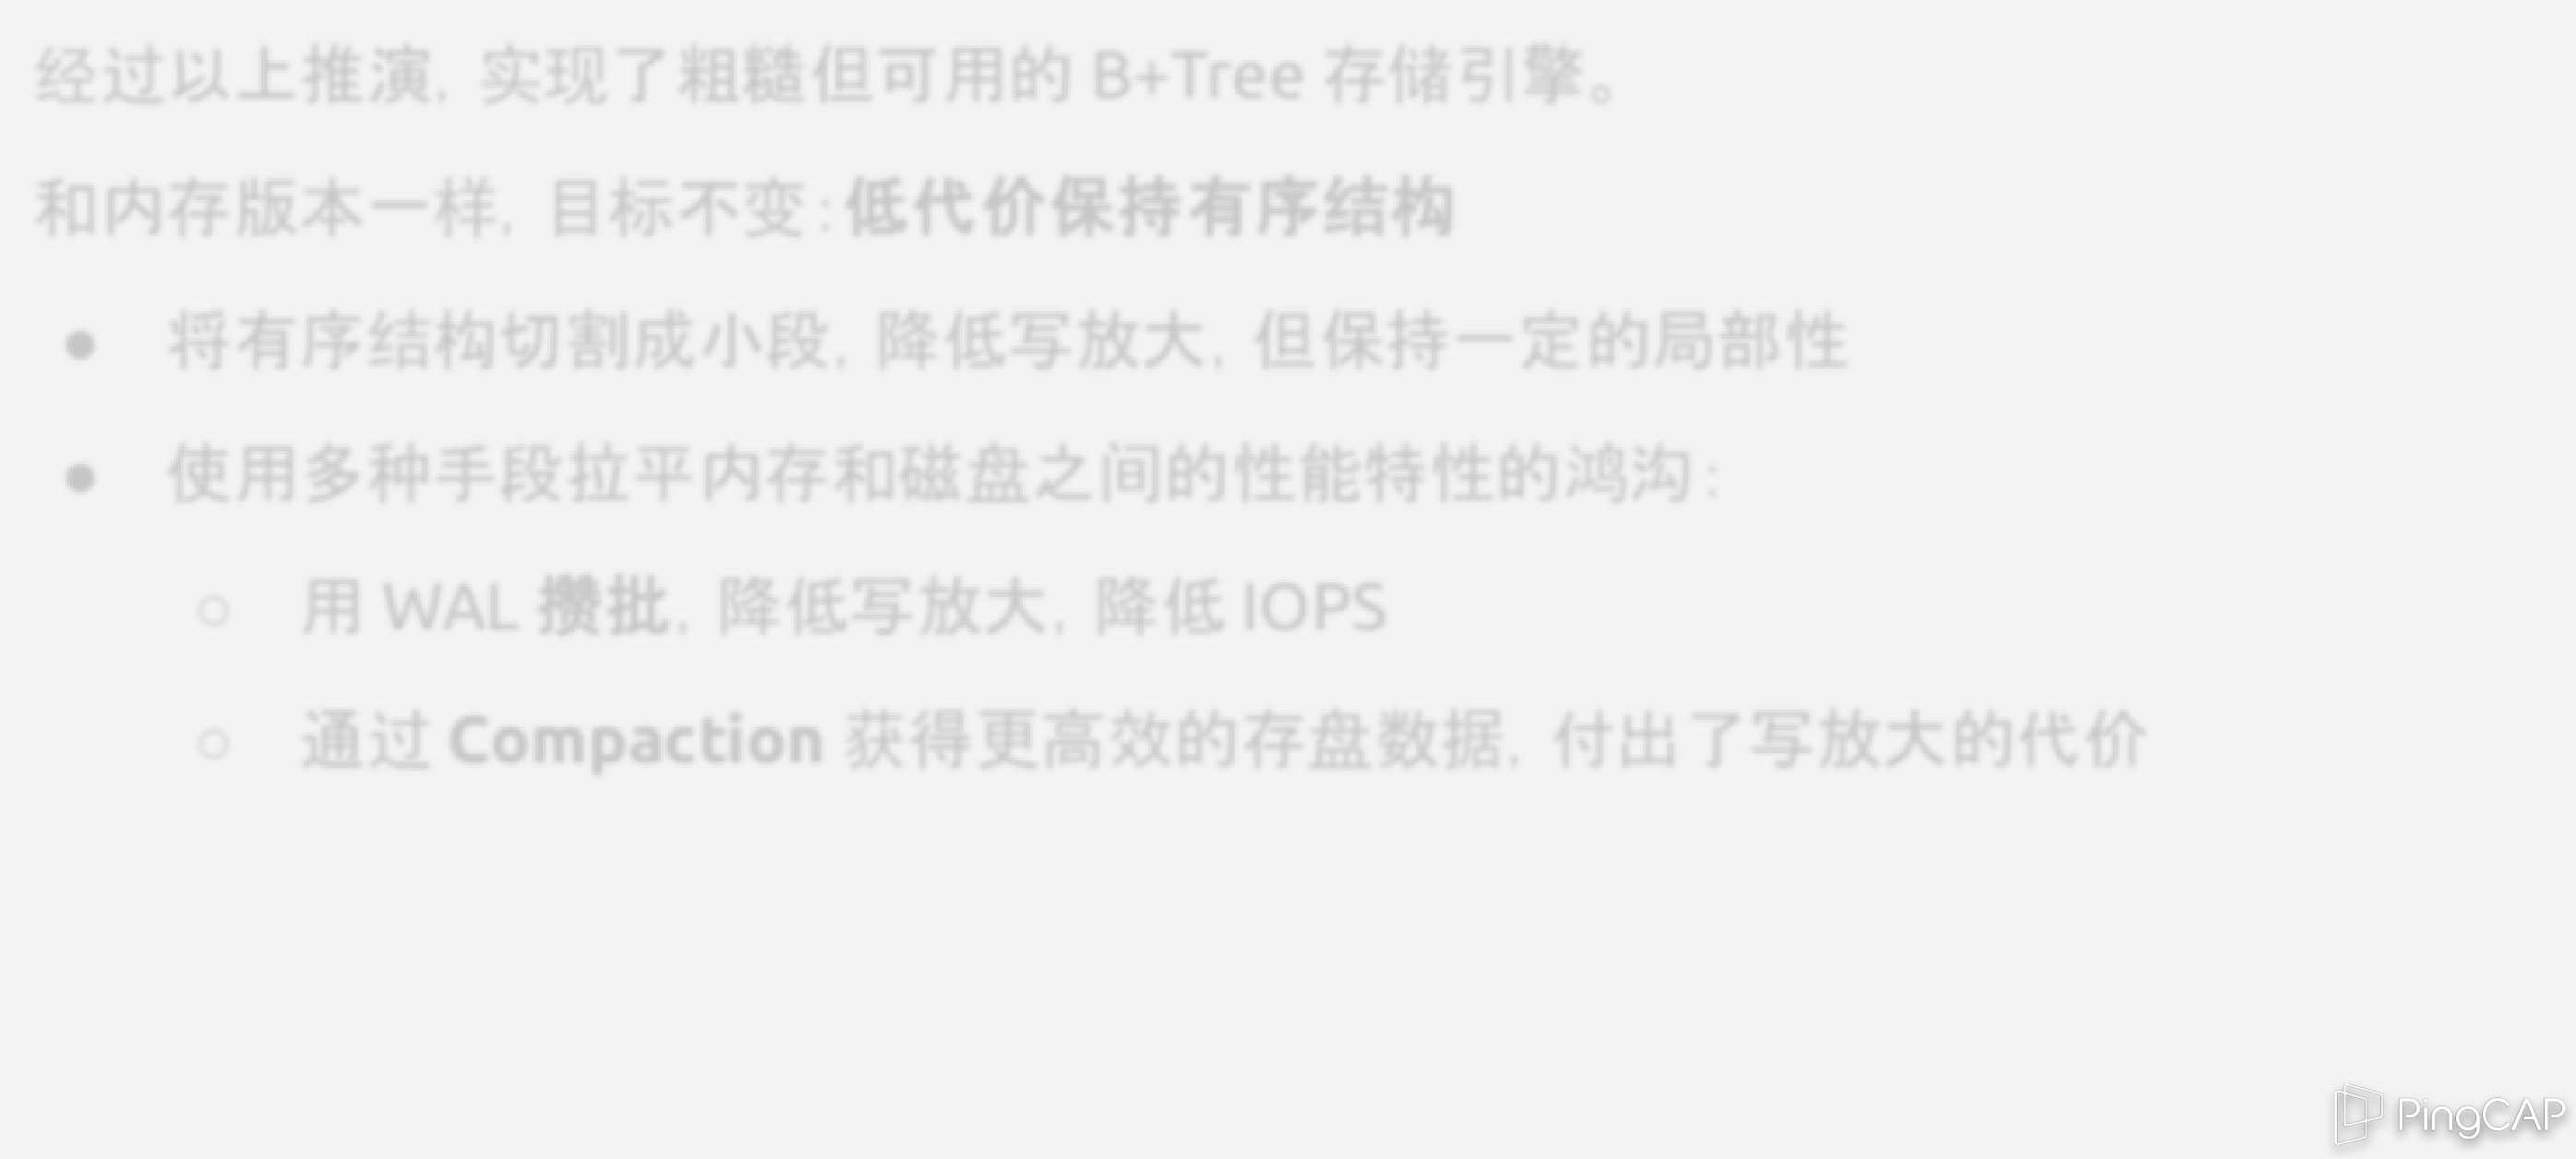 经过以上推演, 实现了粗糙但可用的 B+Tree 存储引擎。
和内存版本一样, 目标不变:低代价保持有序结构
● 将有序结构切割成小段, 降低写放大, 但保持一定的局部性
● 使用多种手段拉平内存和磁盘之间的性能特性的鸿沟:
○ 用 WAL 攒批, 降低写放大, 降低 IOPS
○ 通过 Compaction 获得更高效的存盘数据, 付出了写放大的代价
PingCAP